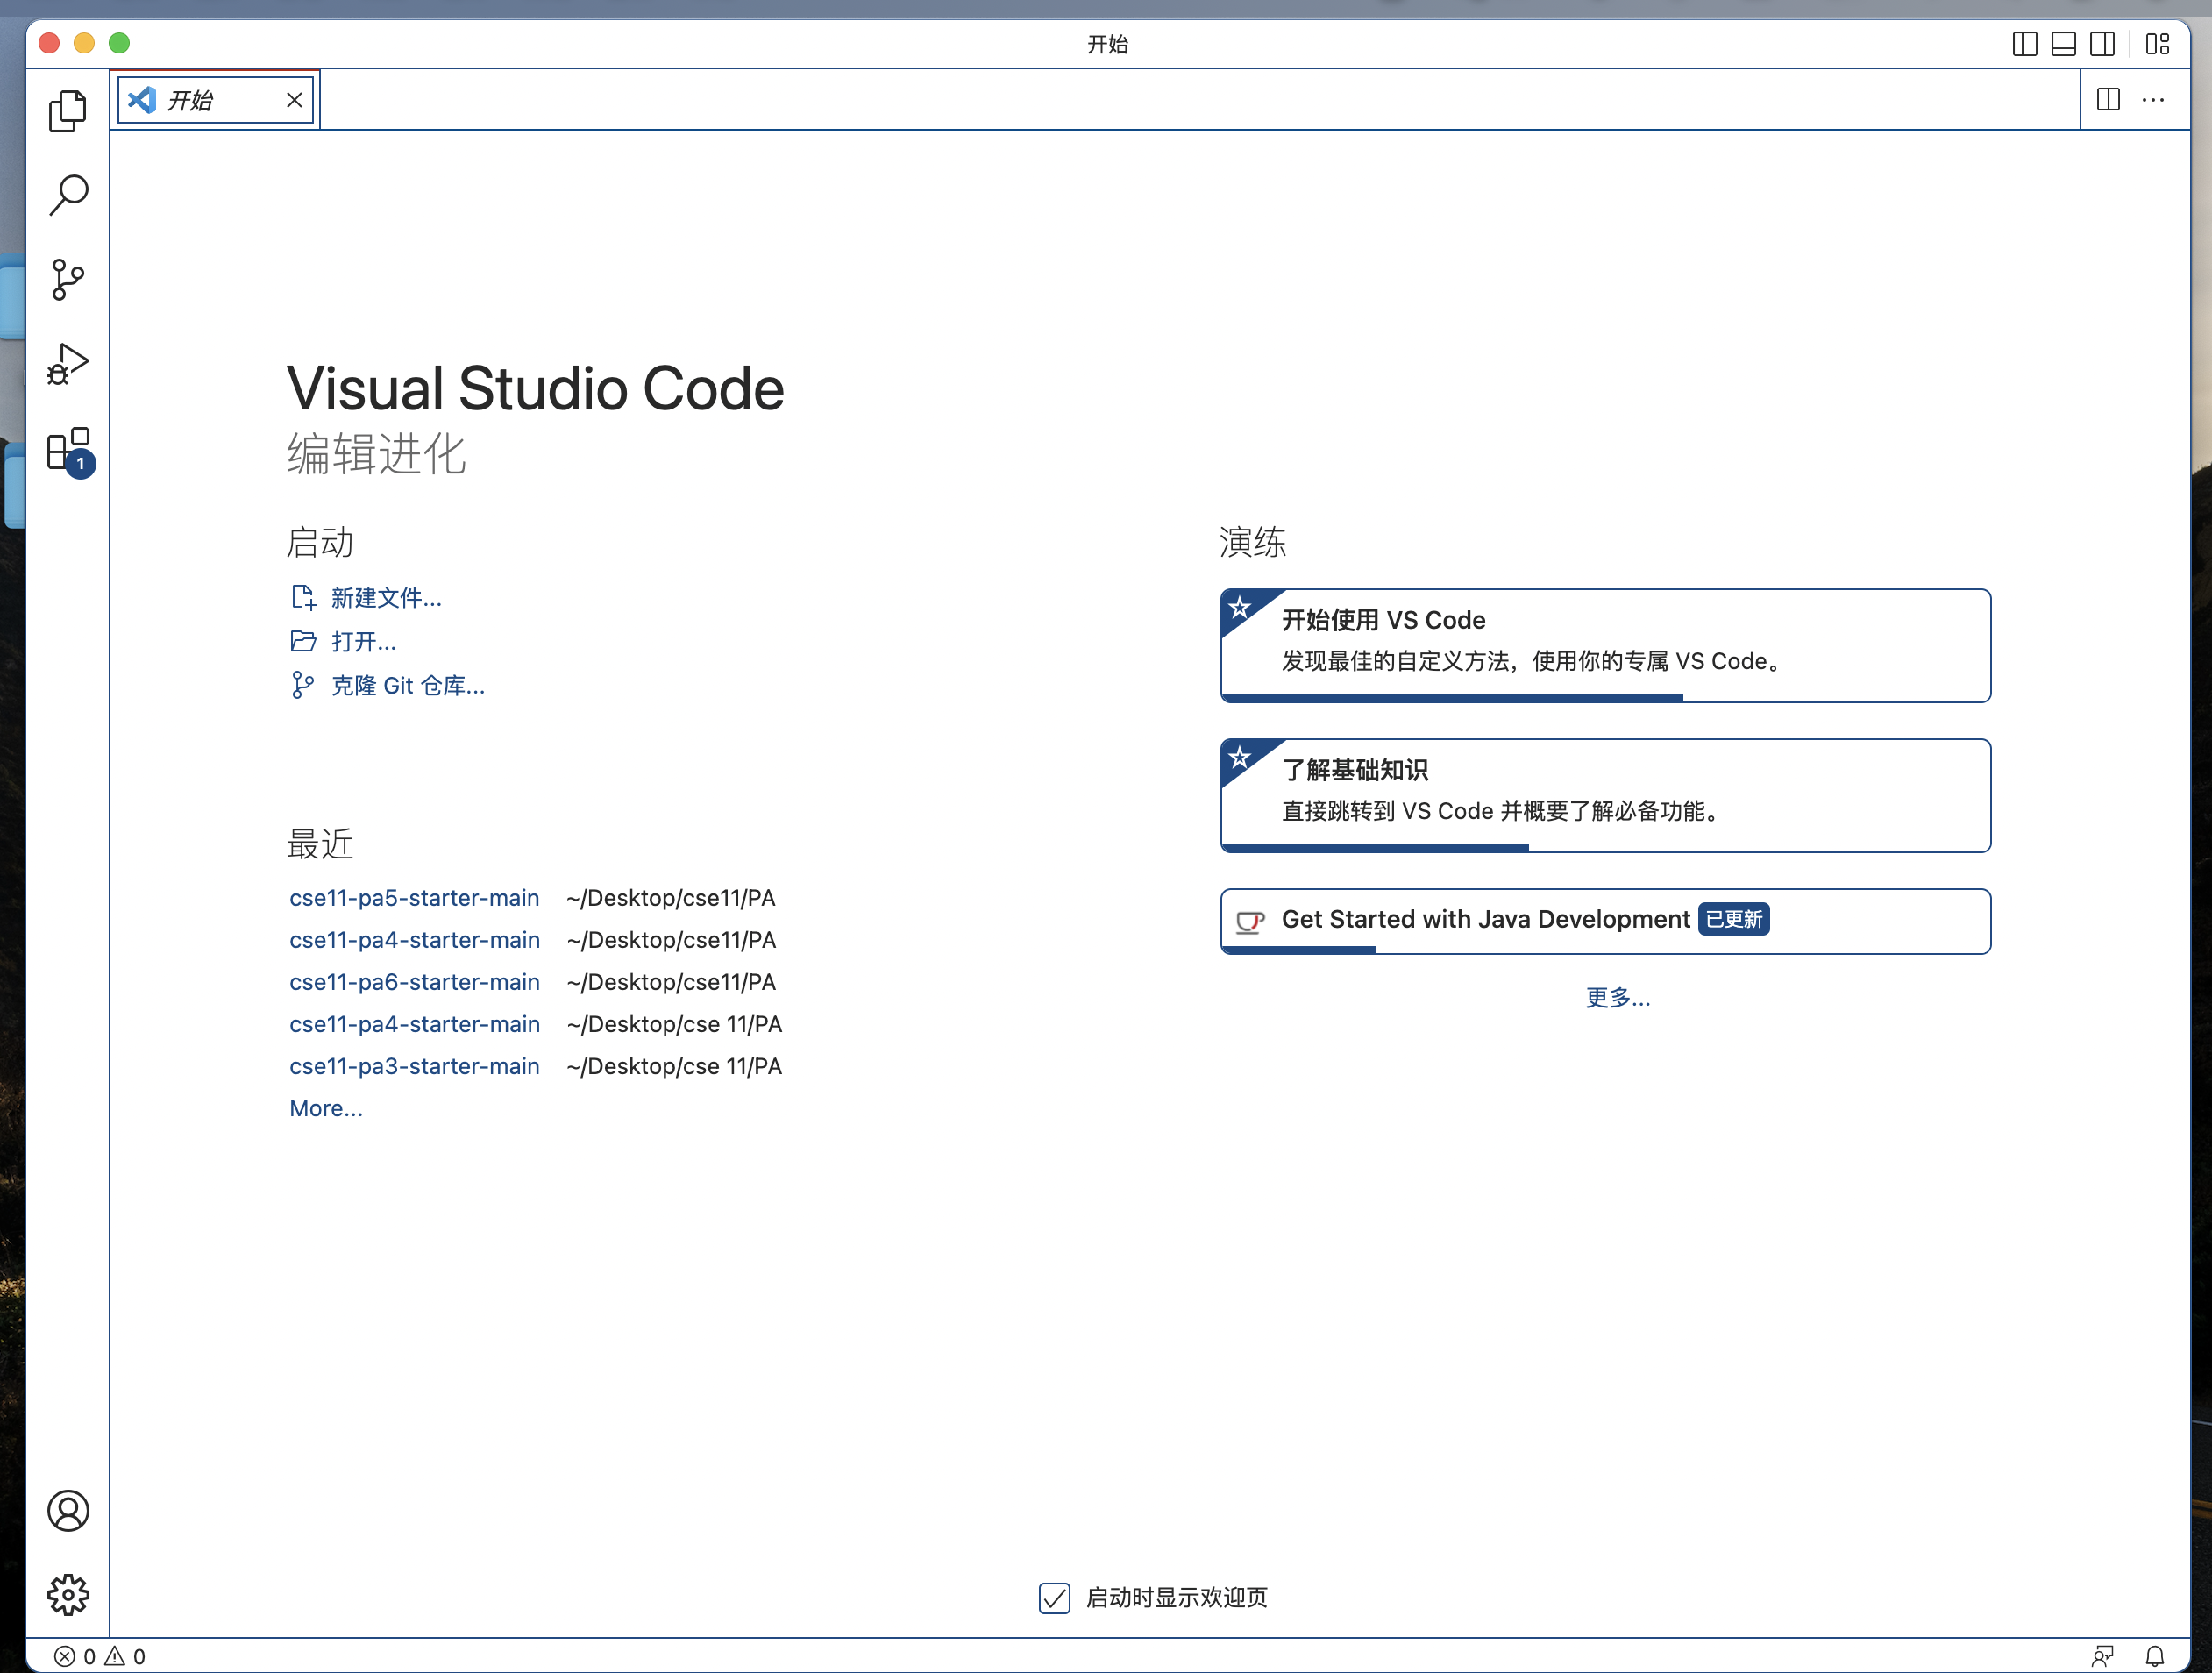 开始
开始
1
Visual Studio Code
编辑进化
启动
新建文件...
打开...
克隆 Git 仓库...
最近
cse11-pa5-starter-main ~/Desktop/cse11/PA
cse11-pa4-starter-main ~/Desktop/cse11/PA
cse11-pa6-starter-main ~/Desktop/cse11/PA
cse11-pa4-starter-main ~/Desktop/cse 11/PA
cse11-pa3-starter-main ~/Desktop/cse 11/PA
More...
演练
开始使用 VS Code
发现最佳的自定义方法，使用你的专属 VS Code。
了解基础知识
直接跳转到 VS Code 并概要了解必备功能。
Get Started with Java Development 已更新
更多...
启动时显示欢迎页
0 0